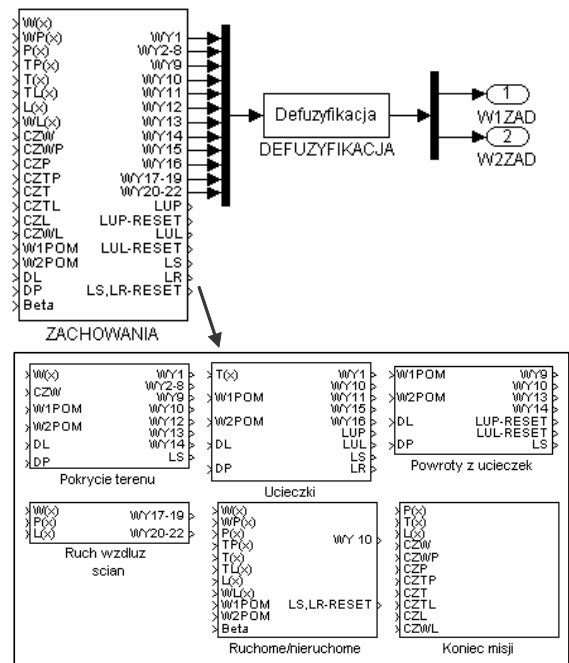 W(x)
WP(x)
P(x)
TP(x)
T(x)
TL(x)
L(x)
WL(x)
CZW
CZWP
CZP
CZTP
CZT
CZTL
CZL
CZWL
W1POM
W2POM
DL
DP
Beta
WY1
WY2-8
WY9
WY10
WY11
WY12
WY13
WY14
WY15
WY16
WY17-19
WY20-22
LUP
LUP-RESET
LUL
LUL-RESET
LS
LR
LS,LR-RESET
ZACHOWANIA
Defuzyfikacja
DEFUZYFIKACJA
1
W1ZAD
2
W2ZAD
W(x)
CZW
W1POM
W2POM
DL
DP
WY1
WY2-8
WY9
WY10
WY12
WY13
WY14
LS
Pokrycie terenu
T(x)
W1POM
W2POM
DL
DP
WY1
WY10
WY11
WY15
WY16
LUP
LUL
LS
LR
Ucieczki
W1POM
W2POM
DL
DP
WY9
WY10
WY13
WY14
LUP-RESET
LUL-RESET
LS
Powroty z ucieczek
W(x)
P(x)
L(x)
WY17-19
WY20-22
Ruch wzdluz
scian
W(x)
WP(x)
P(x)
TP(x)
T(x)
TL(x)
L(x)
WL(x)
W1POM
W2POM
Beta
WY 10
LS,LR-RESET
Ruchome/nieruchome
P(x)
T(x)
L(x)
CZW
CZWP
CZP
CZTP
CZT
CZTL
CZL
CZWL
Koniec misji